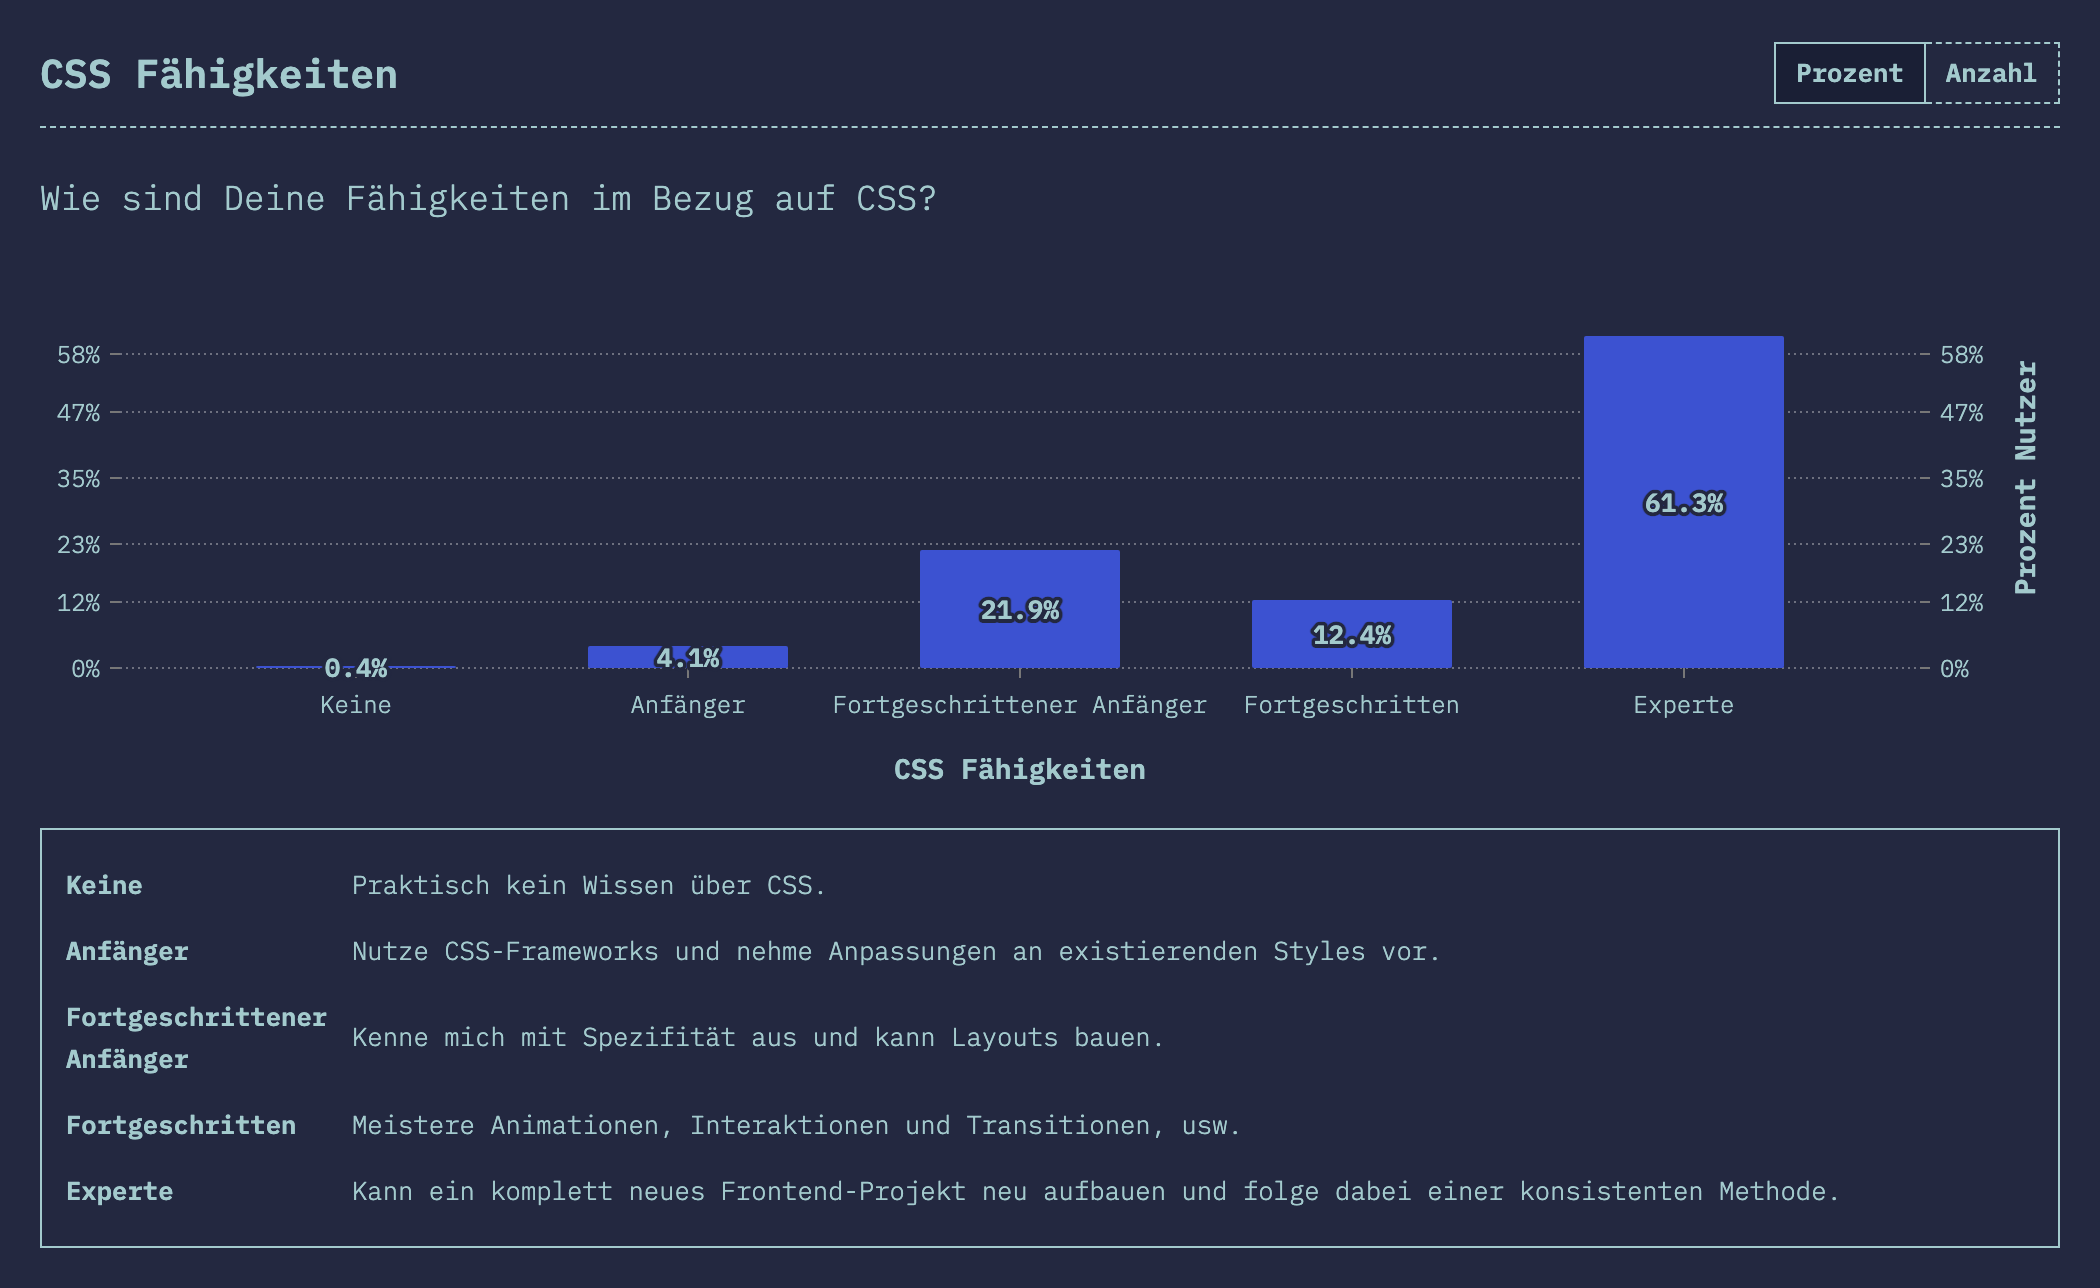 CSS Fähigkeiten
Prozent Anzahl
Wie sind Deine Fähigkeiten im Bezug auf CSS?
58% 58%
47% 47%
35% 35%
23% 23%
12% 12%
0% 0%
Prozent Nutzer
0.4% 4.1% 21.9% 12.4% 61.3%
Keine Anfänger Fortgeschrittener Anfänger Fortgeschritten Experte
CSS Fähigkeiten
Keine Praktisch kein Wissen über CSS.
Anfänger Nutze CSS-Frameworks und nehme Anpassungen an existierenden Styles vor.
Fortgeschrittener
Anfänger
Kenne mich mit Spezifität aus und kann Layouts bauen.
Fortgeschritten Meistere Animationen, Interaktionen und Transitionen, usw.
Experte Kann ein komplett neues Frontend-Projekt neu aufbauen und folge dabei einer konsistenten Methode.